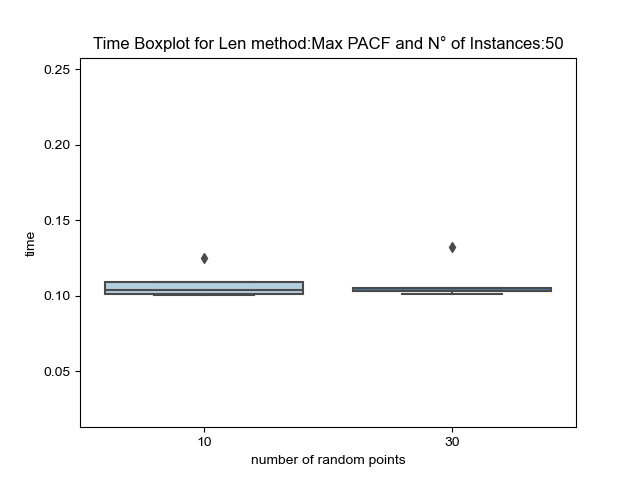 Time Boxplot for Len method:Max PACF and N° of Instances:50
0.25
0.20
0.15
0.10
0.05
time
10
30
number of random points